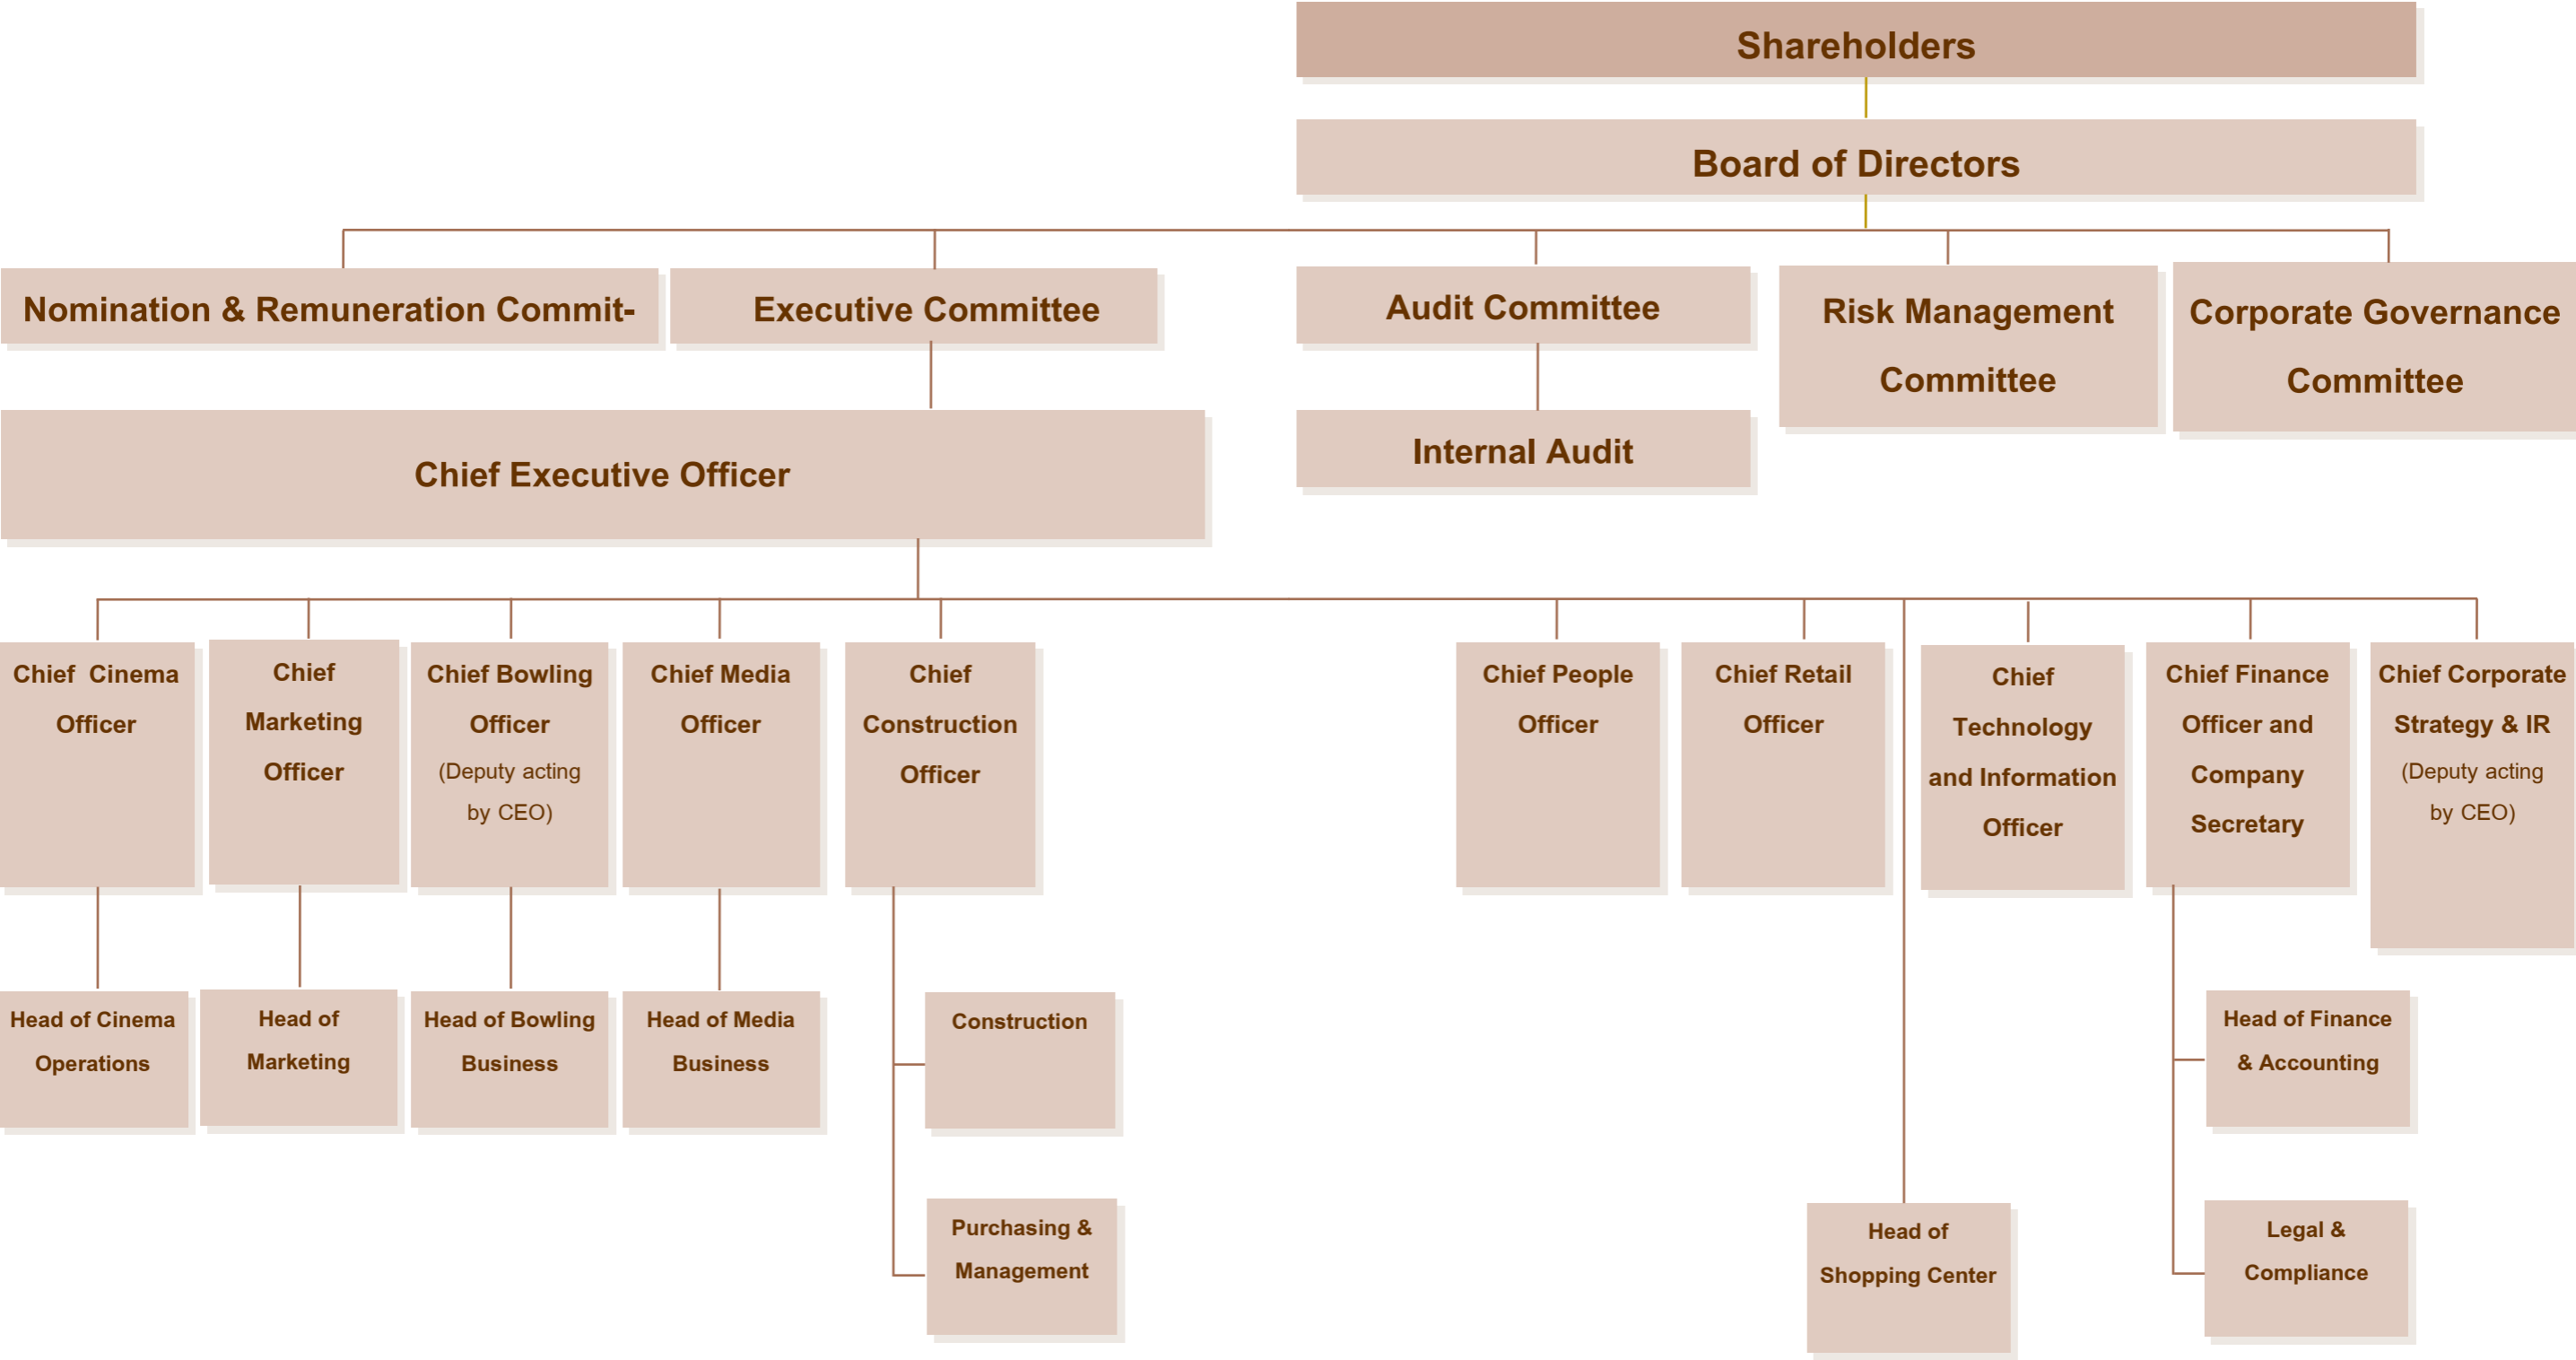 Shareholders
Board of Directors
Nomination & Remuneration Commit-
Executive Committee
Audit Committee
Risk Management
Committee
Corporate Governance
Committee
Chief Executive Officer
Internal Audit
Chief Cinema
Officer
Chief
Marketing
Officer
Chief Bowling
Officer
(Deputy acting
by CEO)
Chief Media
Officer
Chief
Construction
Officer
Chief People
Officer
Chief Retail
Officer
Chief
Technology
and Information
Officer
Chief Finance
Officer and
Company
Secretary
Chief Corporate
Strategy & IR
(Deputy acting
by CEO)
Head of Cinema
Operations
Head of
Marketing
Head of Bowling
Business
Head of Media
Business
Construction
Head of Finance
& Accounting
Purchasing &
Management
Head of
Shopping Center
Legal &
Compliance